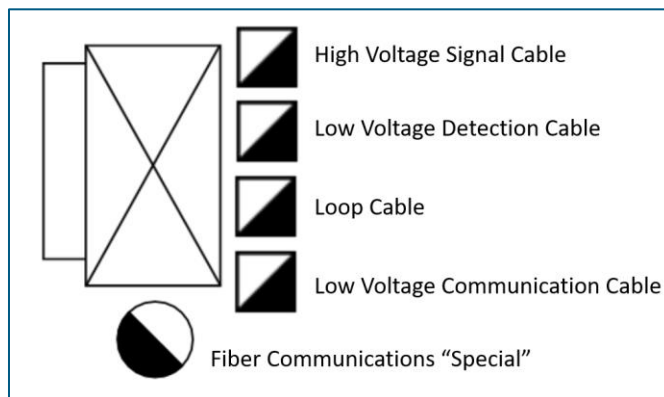 High Voltage Signal Cable
Low Voltage Detection Cable
Loop Cable
Low Voltage Communication Cable
Fiber Communications “Special”